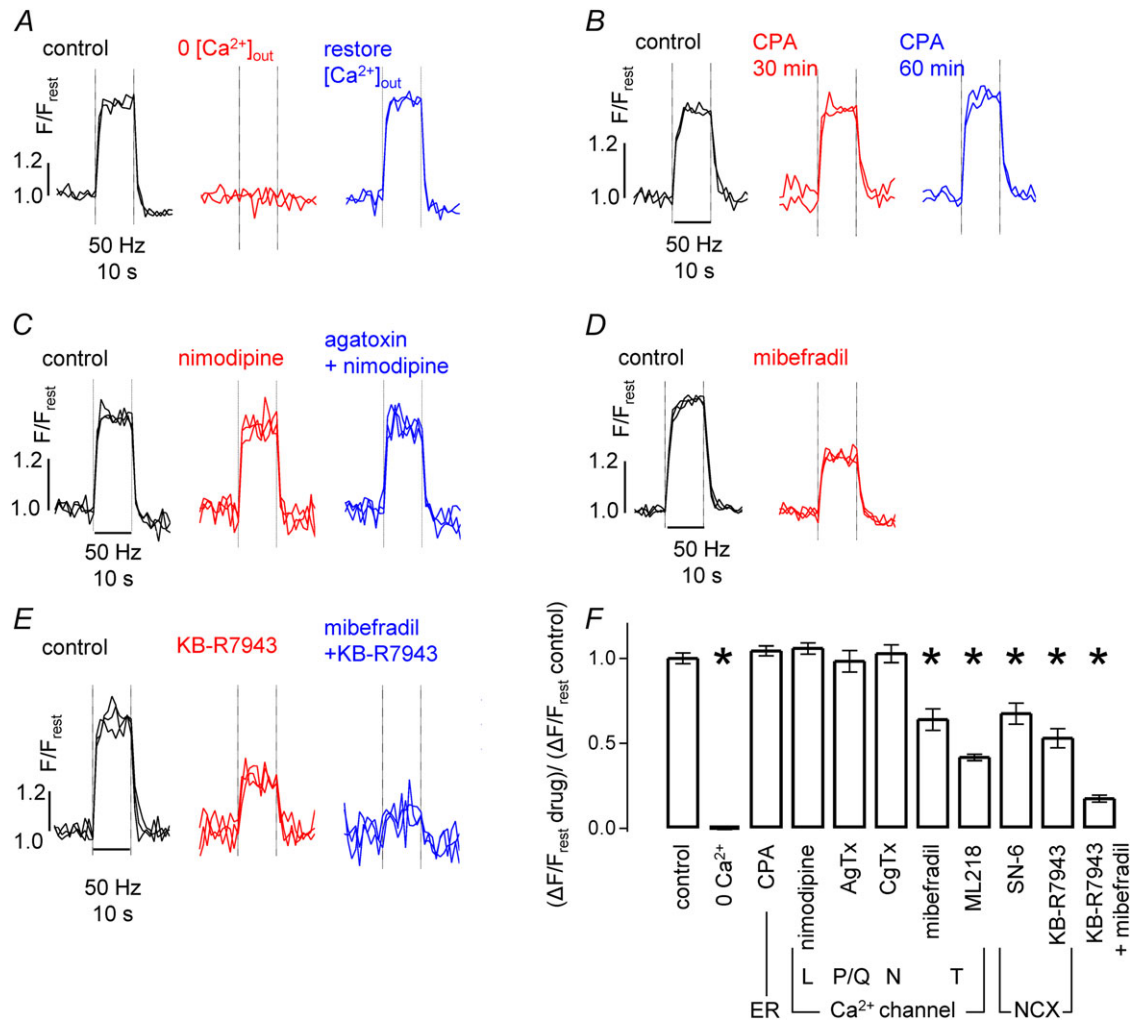 A
control
0 [Ca²⁺]out
restore
[Ca²⁺]out
F/Frest
1.2
1.0
50 Hz
10 s
B
control
CPA
30 min
CPA
60 min
F/Frest
1.2
1.0
50 Hz
10 s
C
control
nimodipine
agatoxin
+ nimodipine
F/Frest
1.2
1.0
50 Hz
10 s
D
control
mibefradil
F/Frest
1.2
1.0
50 Hz
10 s
E
control
KB-R7943
mibefradil
+KB-R7943
F/Frest
1.2
1.0
50 Hz
10 s
F
(ΔF/Frest drug)/ (ΔF/Frest control)
1.0
0.5
0.0
* * * * * *
control
0 Ca²⁺
CPA
nimodipine
AgTx
CgTx
mibefradil
ML218
SN-6
KB-R7943
KB-R7943
+ mibefradil
L P/Q N T
ER Ca²⁺ channel NCX